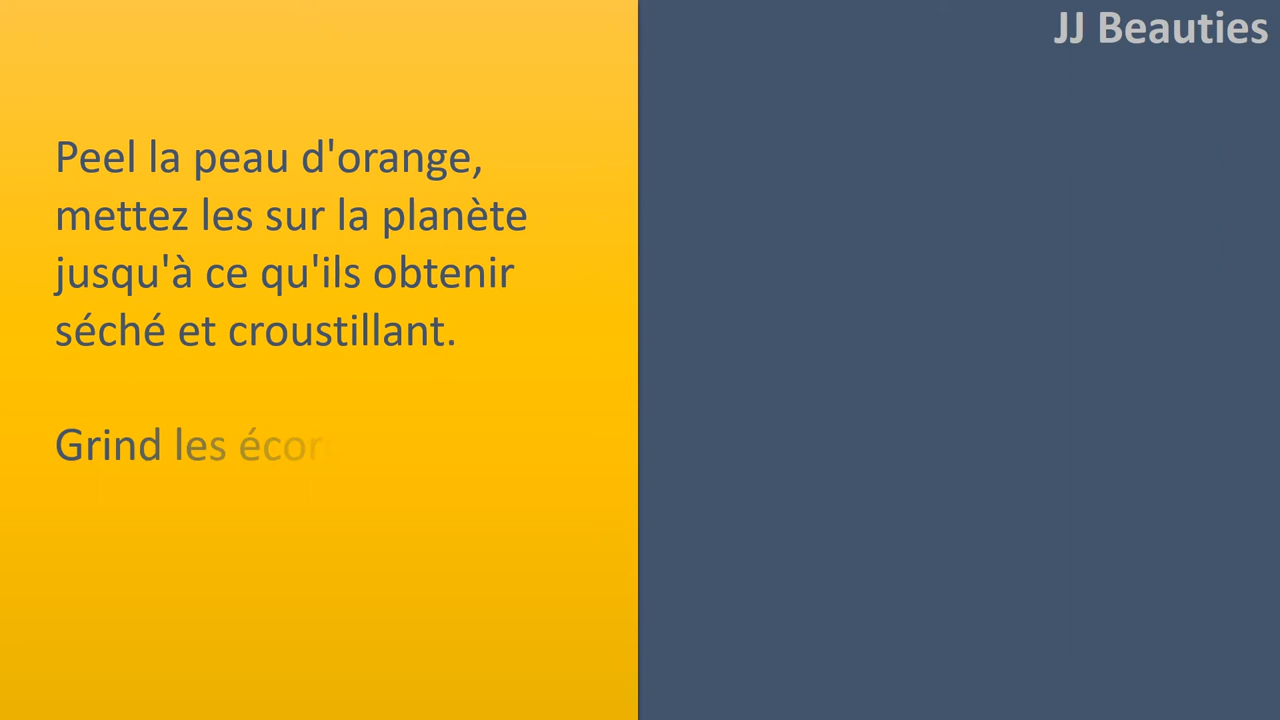 JJ Beauties
Peel la peau d'orange,
mettez les sur la planète
jusqu'à ce qu'ils obtenir
séché et croustillant.
Grind les